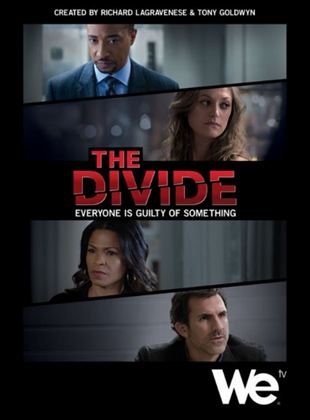 CREATED BY RICHARD LAGRAVENESE & TONY GOLDWYN
THE
DIVIDE
EVERYONE IS GUILTY OF SOMETHING
We tv